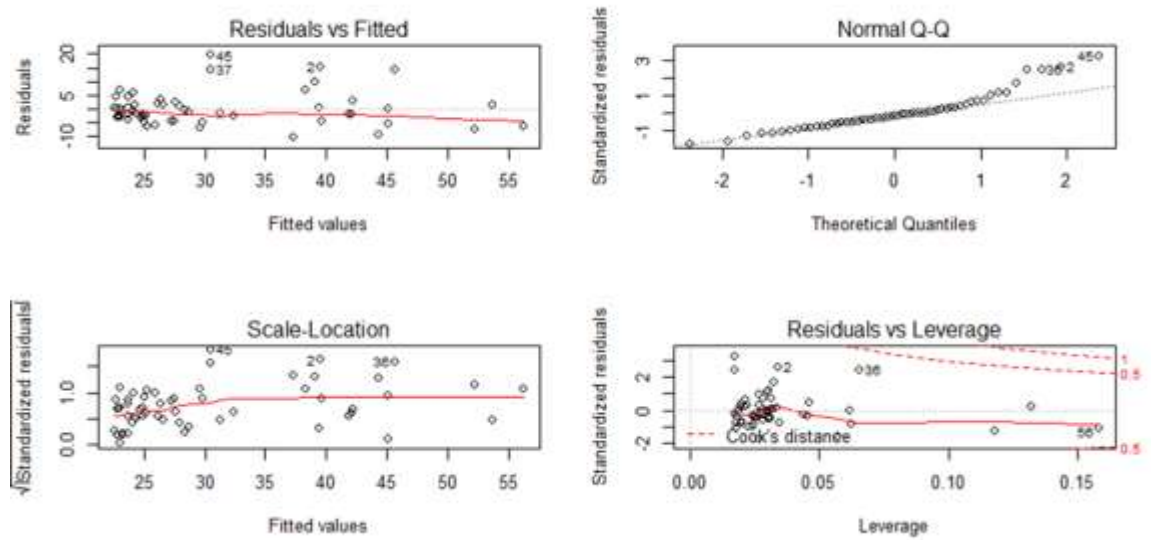 Residuals vs Fitted
Residuals
20
5
-10
45
37
2
25 30 35 40 45 50 55
Fitted values
Normal Q-Q
Standardized residuals
3
1
-1
45
36 2
-2 -1 0 1 2
Theoretical Quantiles
Scale-Location
√|Standardized residuals|
1.0
0.0
45
2
36
25 30 35 40 45 50 55
Fitted values
Residuals vs Leverage
Standardized residuals
2
0
-2
2
36
56
Cook's distance
1
0.5
0.5
0.00 0.05 0.10 0.15
Leverage